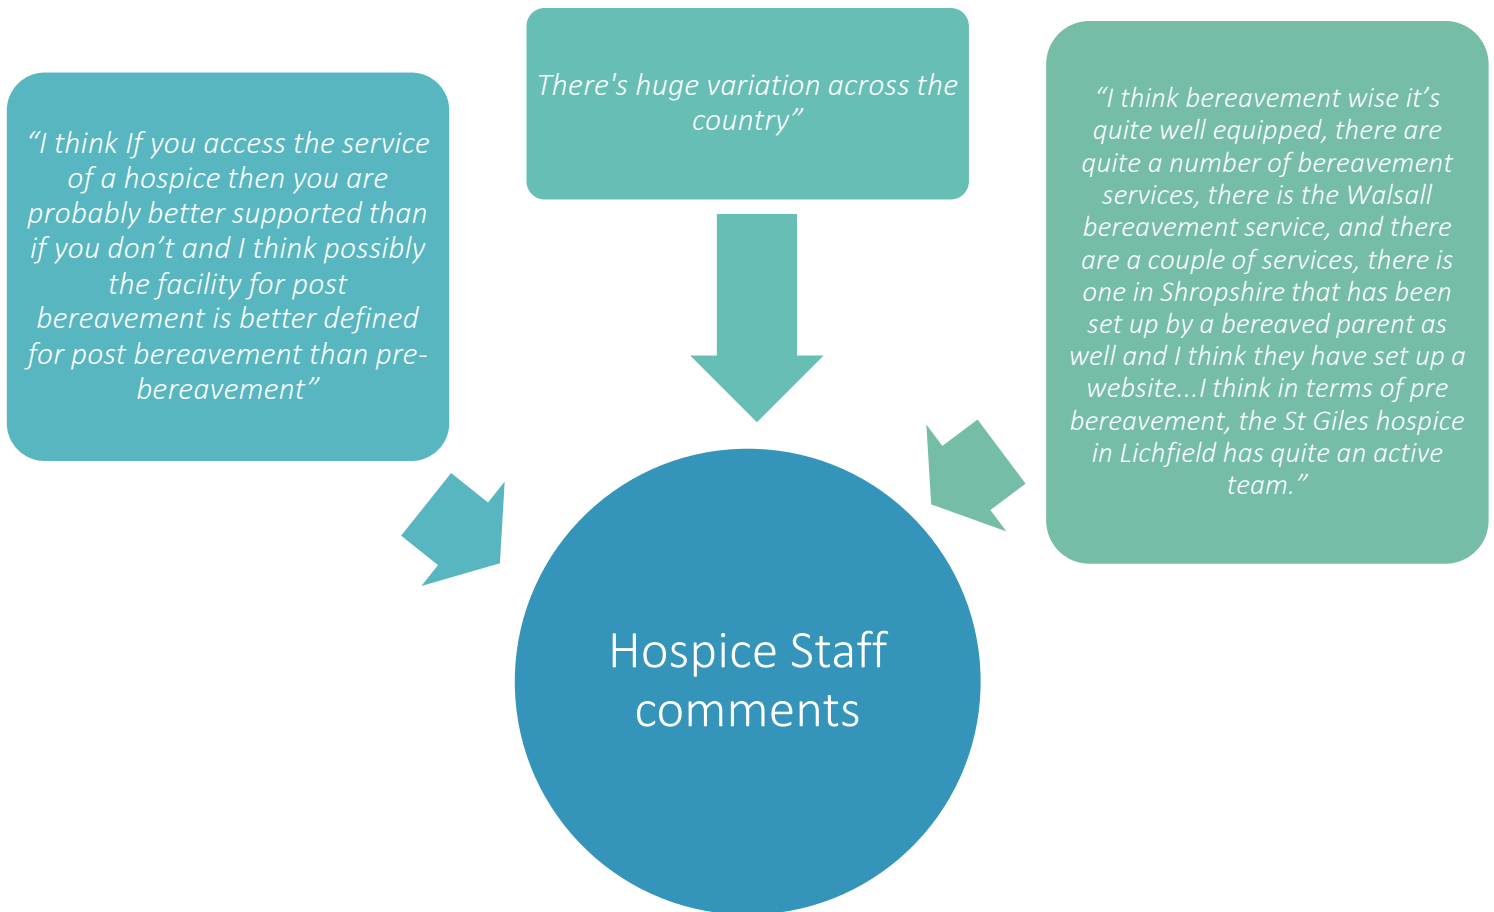 “I think If you access the service
of a hospice then you are
probably better supported than
if you don’t and I think possibly
the facility for post
bereavement is better defined
for post bereavement than pre-
bereavement”
There's huge variation across the
country”
“I think bereavement wise it’s
quite well equipped, there are
quite a number of bereavement
services, there is the Walsall
bereavement service, and there
are a couple of services, there is
one in Shropshire that has been
set up by a bereaved parent as
well and I think they have set up a
website...I think in terms of pre
bereavement, the St Giles hospice
in Lichfield has quite an active
team.”
Hospice Staff
comments